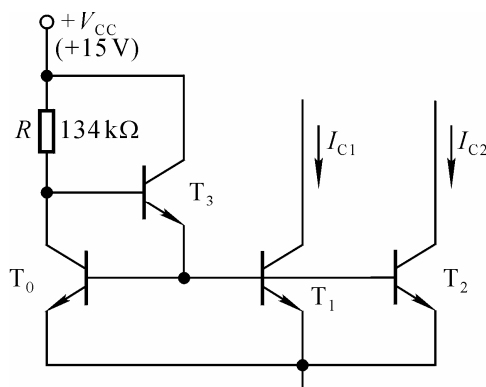 +V_CC
(+15 V)
R 134 kΩ
I_C1
I_C2
T_3
T_0
T_1
T_2